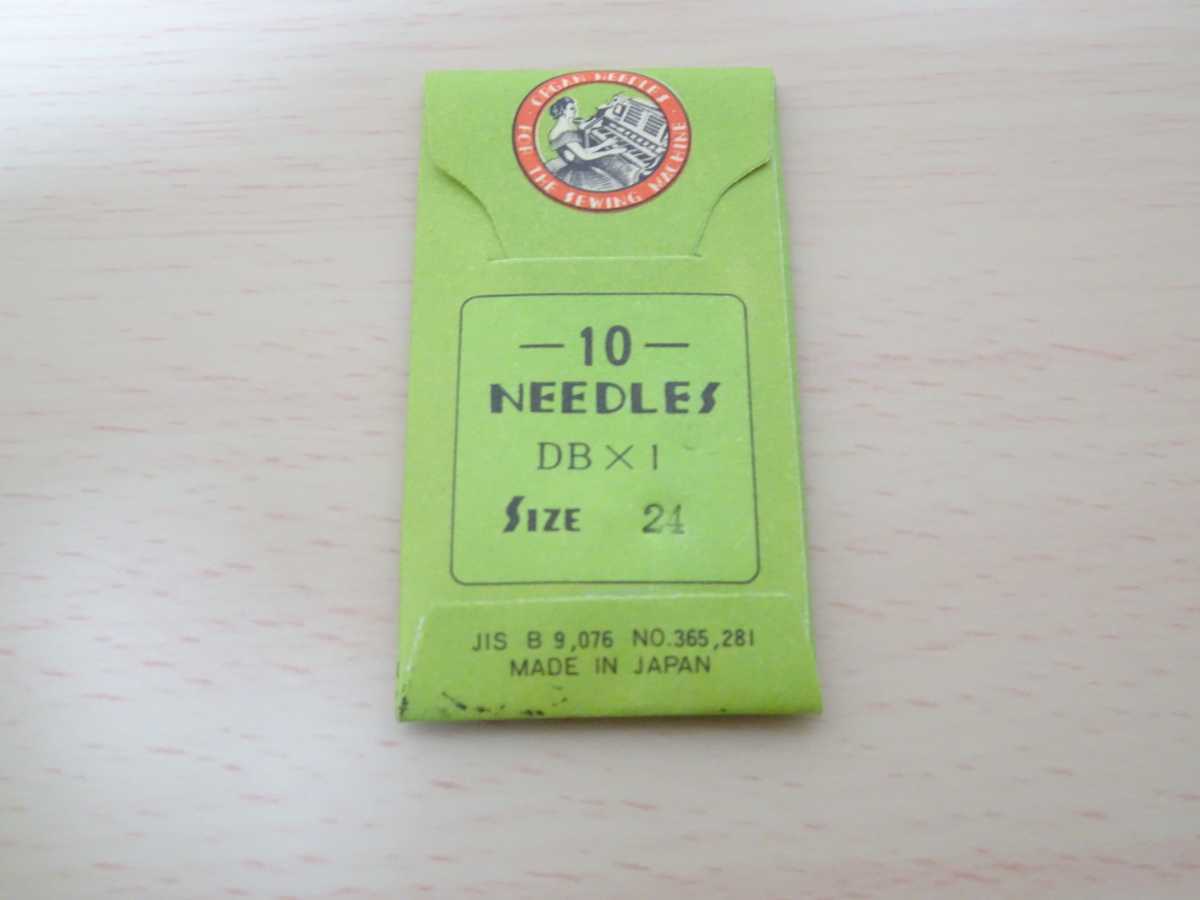 ORGAN NEEDLES
FOR THE SEWING MACHINE
—10—
NEEDLES
DB×1
SIZE 24
JIS B 9,076 NO.365,281
MADE IN JAPAN